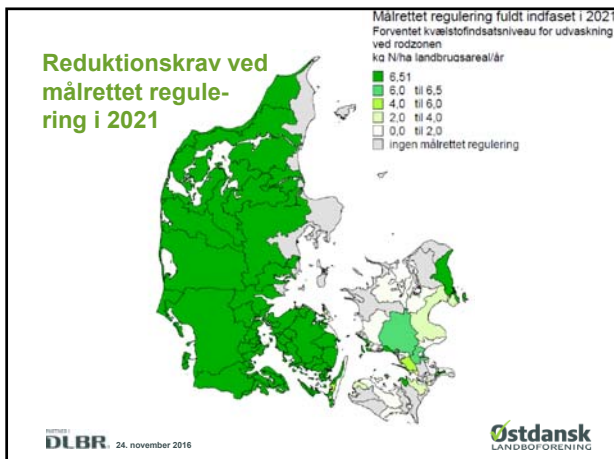 Målrettet regulering fuldt indfaset i 2021
Forventet kvælstofindsatsniveau for udvaskning
ved rodzonen
kg N/ha landbrugsareal/år
6,51
6,0 til 6,5
4,0 til 6,0
2,0 til 4,0
0,0 til 2,0
ingen målrettet regulering
Reduktionskrav ved
målrettet regule-
ring i 2021
PARTNER I
DLBR. 24. november 2016
Østdansk
LANDBOFORENING